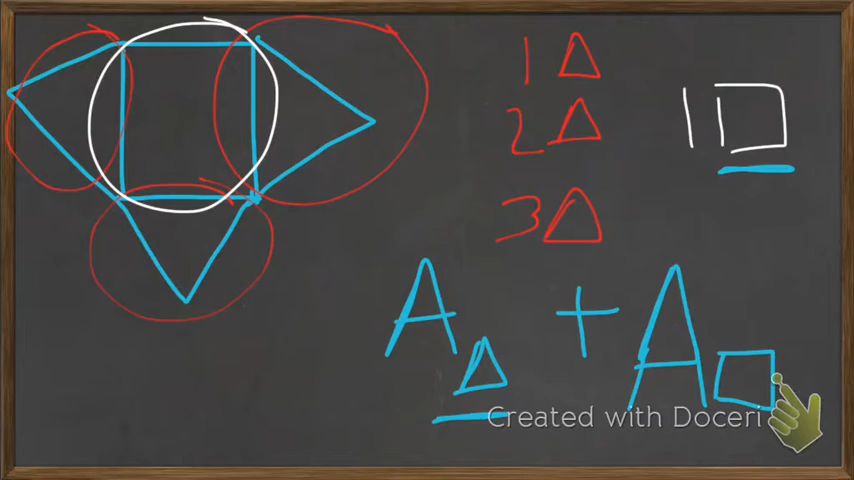 1 △
2 △
3 △
1 □
A△ + A□
Created with Doceri